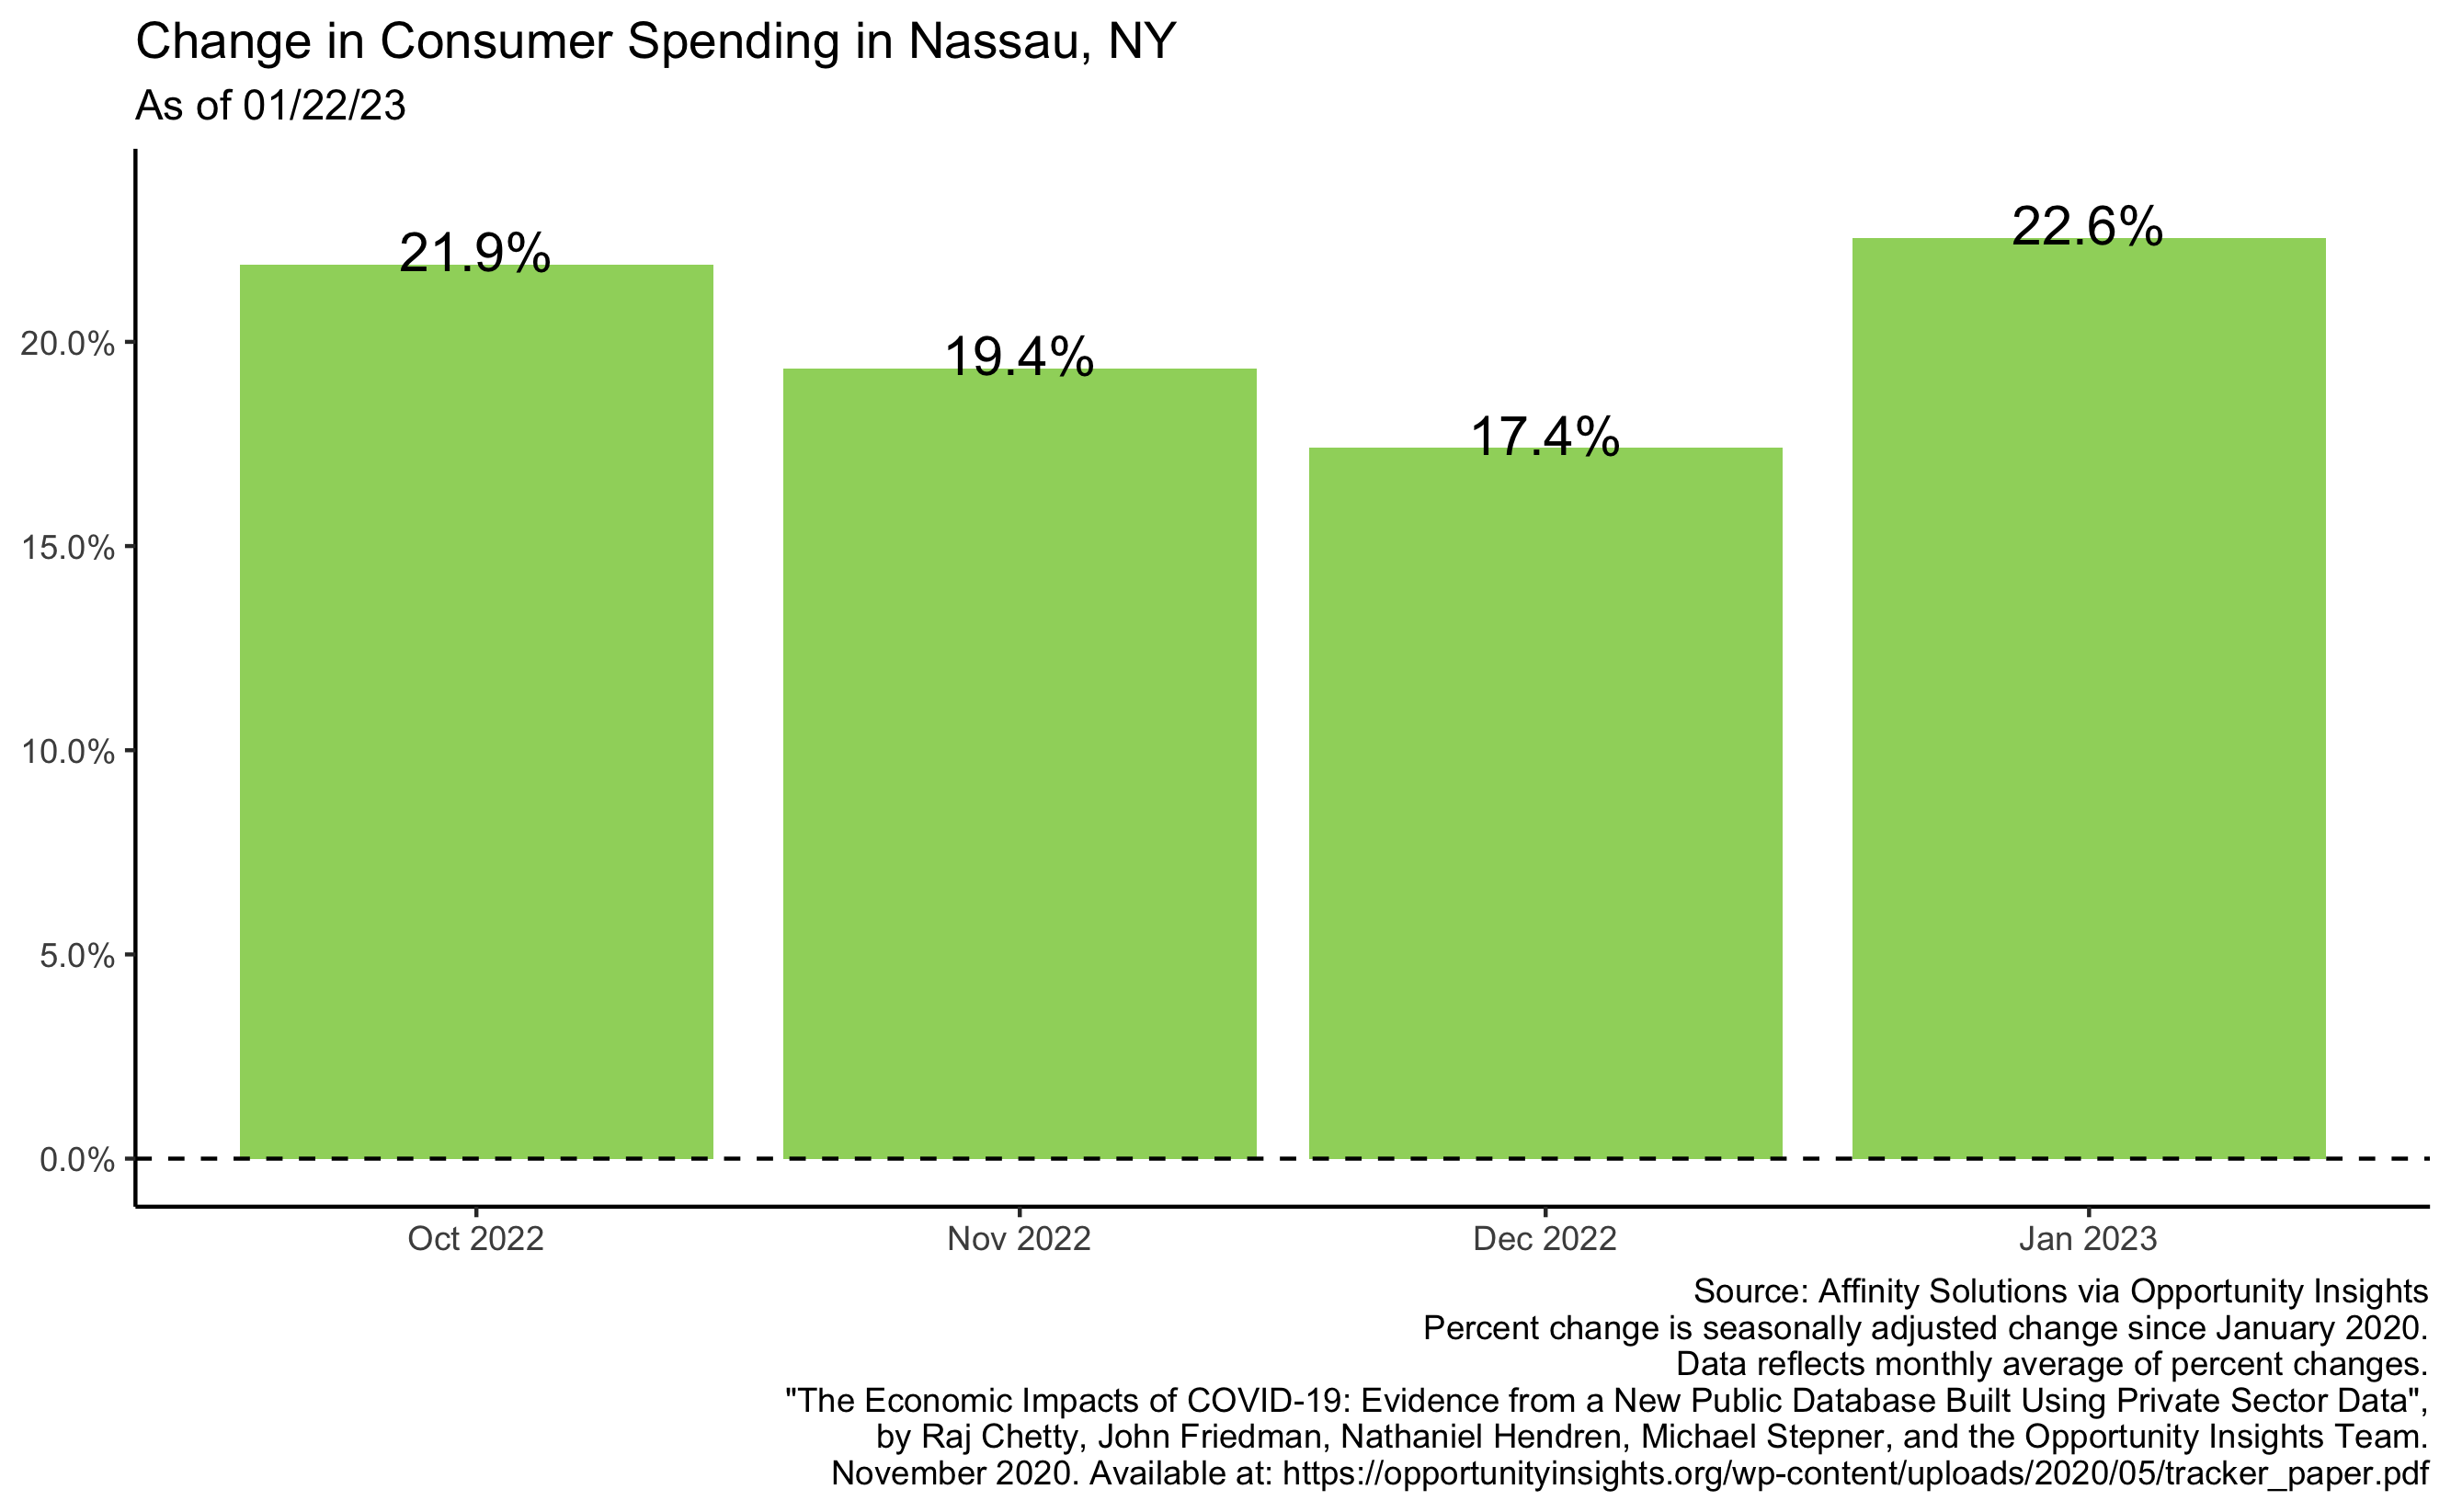 Change in Consumer Spending in Nassau, NY
As of 01/22/23
21.9%
19.4%
17.4%
22.6%
20.0%
15.0%
10.0%
5.0%
0.0%
Oct 2022
Nov 2022
Dec 2022
Jan 2023
Source: Affinity Solutions via Opportunity Insights
Percent change is seasonally adjusted change since January 2020.
Data reflects monthly average of percent changes.
"The Economic Impacts of COVID-19: Evidence from a New Public Database Built Using Private Sector Data",
by Raj Chetty, John Friedman, Nathaniel Hendren, Michael Stepner, and the Opportunity Insights Team.
November 2020. Available at: https://opportunityinsights.org/wp-content/uploads/2020/05/tracker_paper.pdf